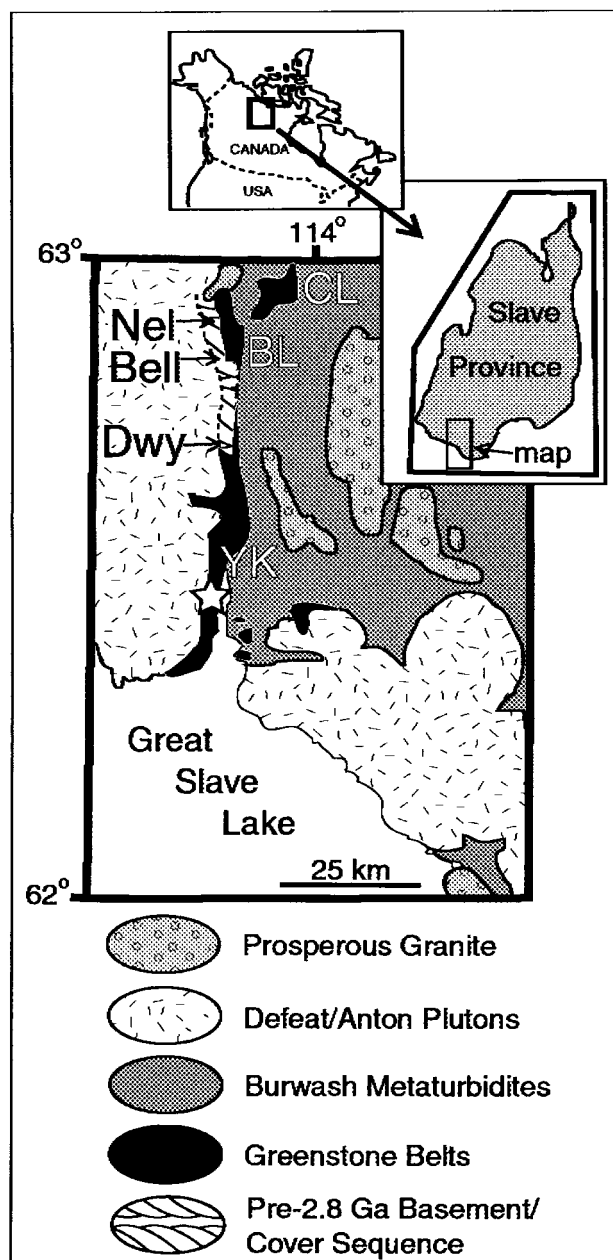 CANADA
USA
114°
63°
Slave
Province
map
CL
Nel
Bell
BL
Dwy
YK
Great
Slave
Lake
25 km
62°
Prosperous Granite
Defeat/Anton Plutons
Burwash Metaturbidites
Greenstone Belts
Pre-2.8 Ga Basement/
Cover Sequence